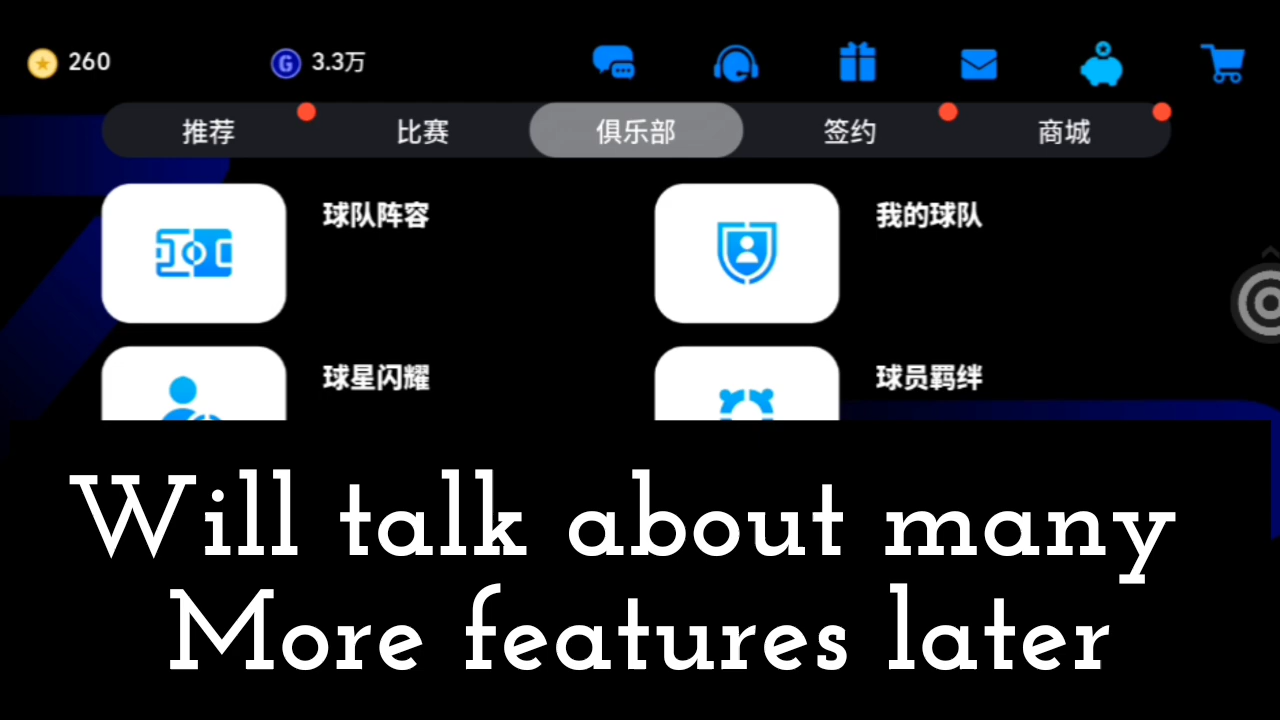 260 3.3万
推荐 比赛 俱乐部 签约 商城
球队阵容 我的球队
球星闪耀 球员羁绊
Will talk about many
More features later